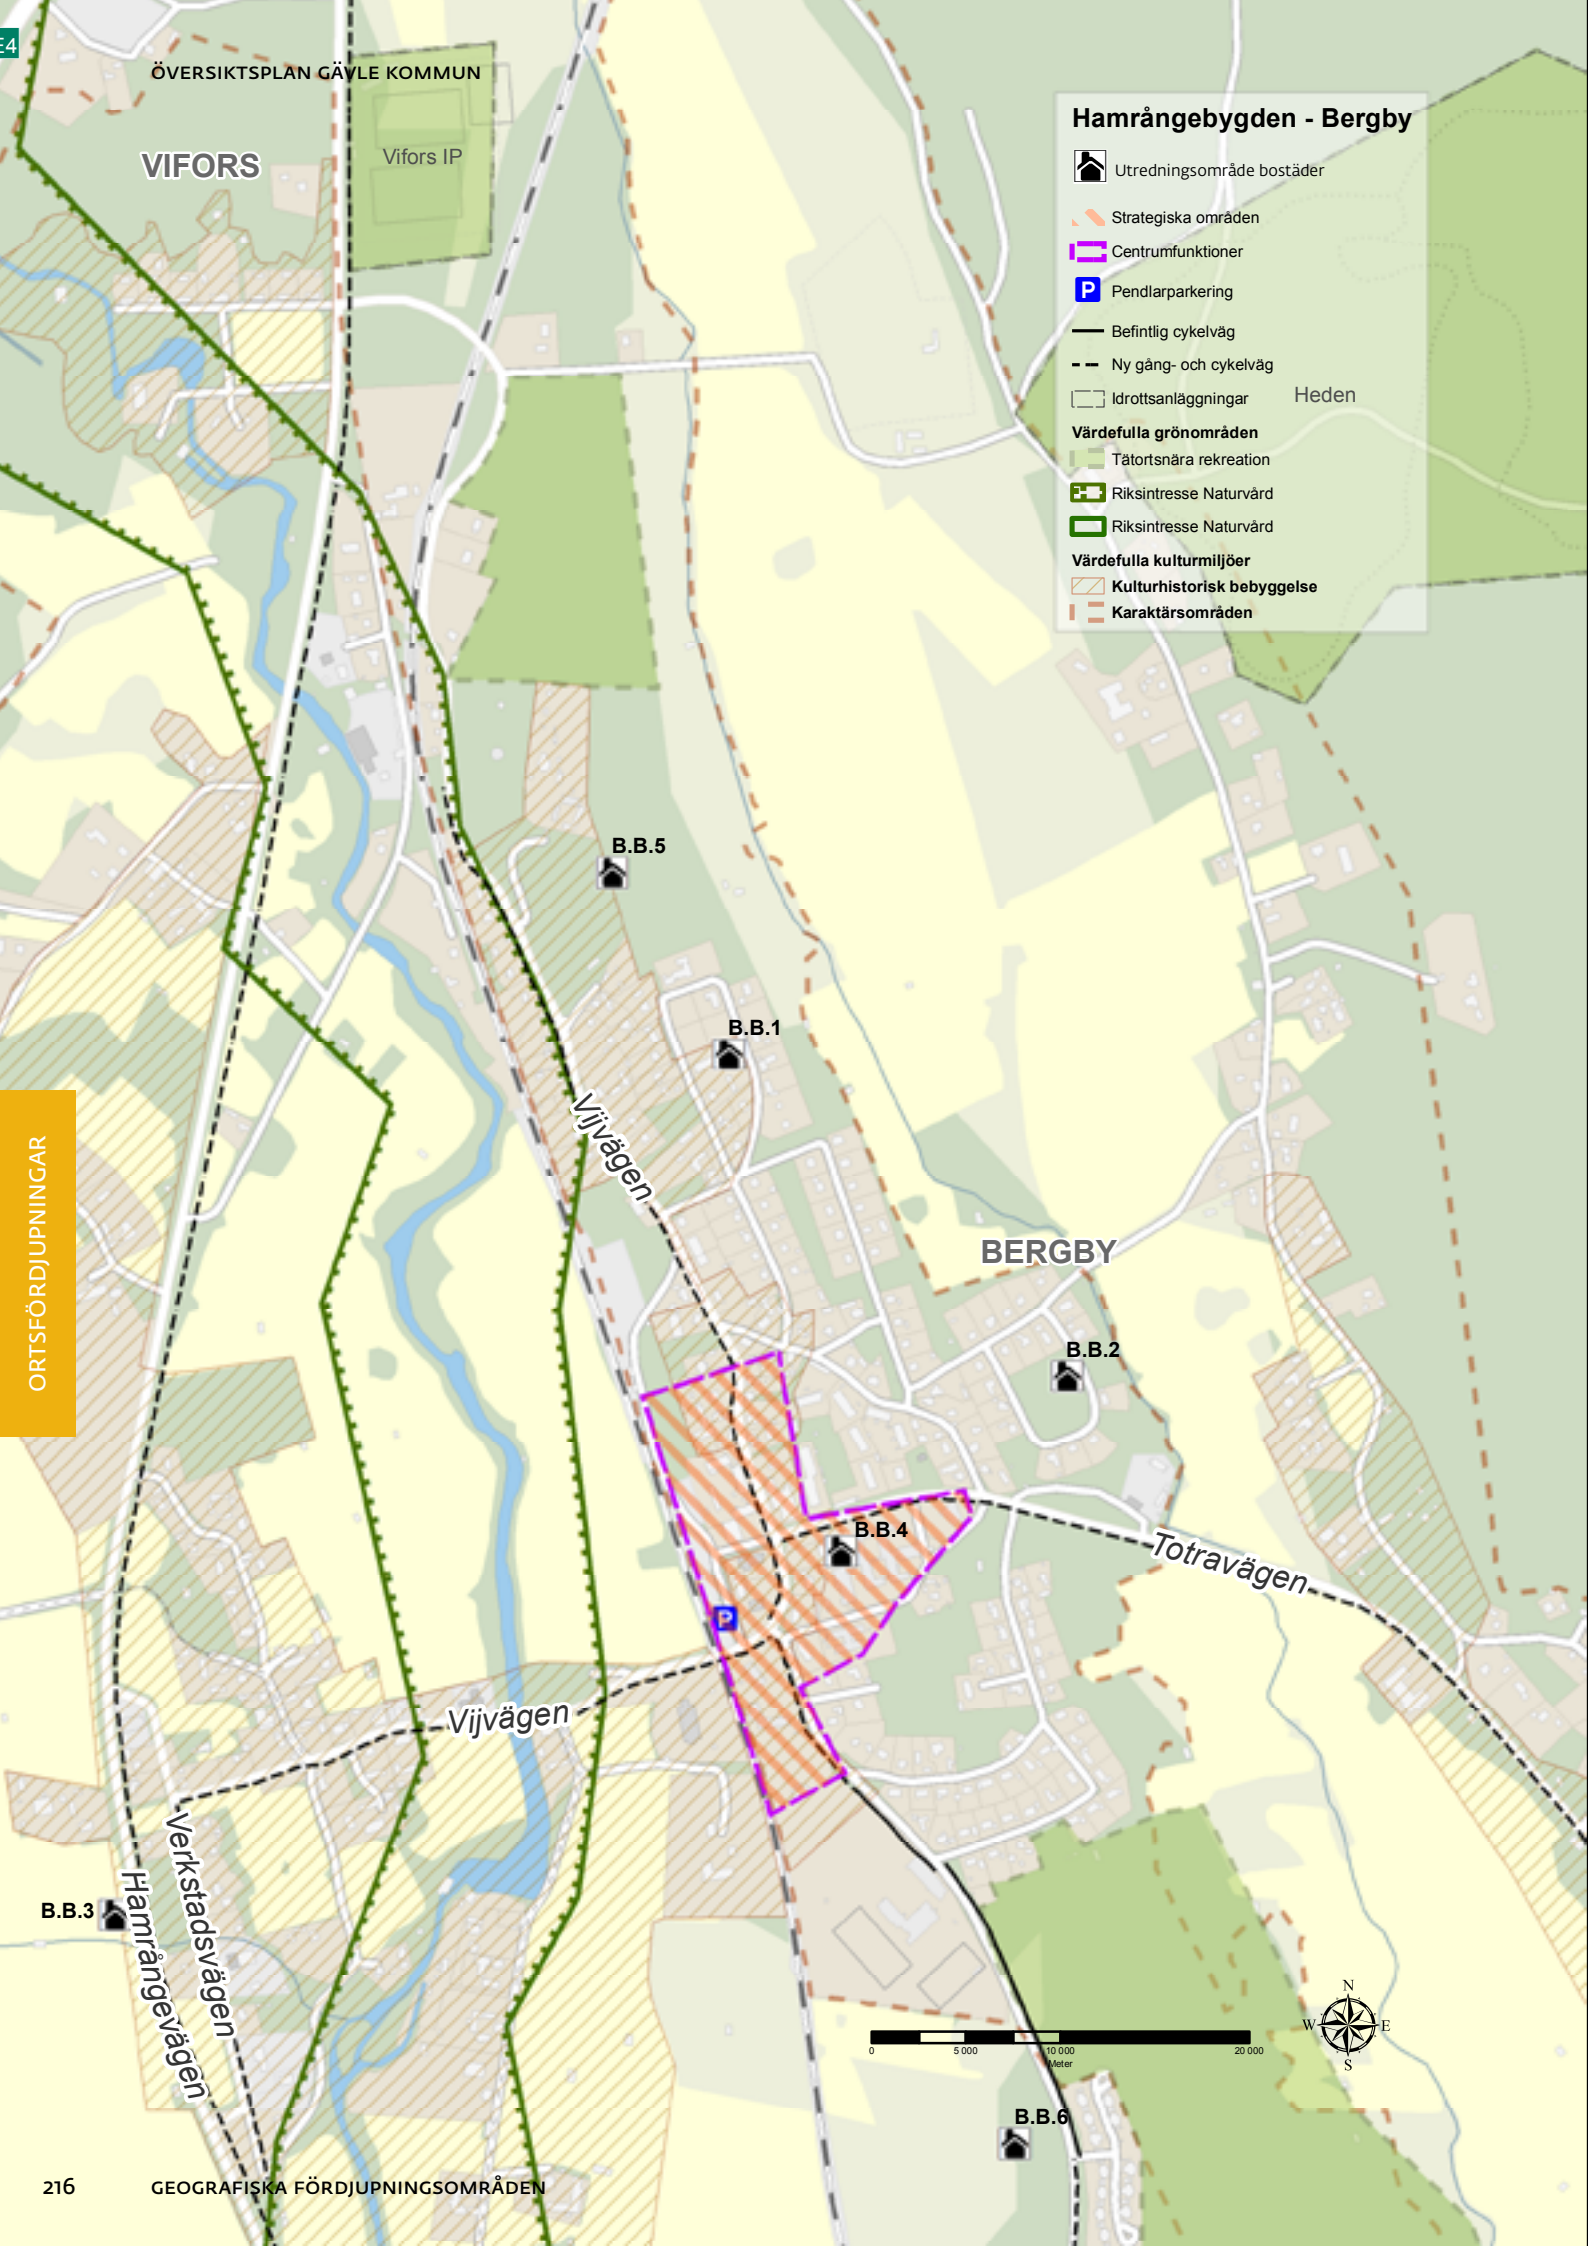 E4
ÖVERSIKTSPLAN GÄVLE KOMMUN
VIFORS
Vifors IP
Hamrångebygden - Bergby
Utredningsområde bostäder
Strategiska områden
Centrumfunktioner
P Pendlarparkering
Befintlig cykelväg
Ny gång- och cykelväg
Idrottsanläggningar
Heden
Värdefulla grönområden
Tätortsnära rekreation
Riksintresse Naturvård
Riksintresse Naturvård
Värdefulla kulturmiljöer
Kulturhistorisk bebyggelse
Karaktärsområden
B.B.5
B.B.1
Vijvägen
ORTSFÖRDJUPNINGAR
BERGBY
B.B.2
B.B.4
Totravägen
P
Vijvägen
Verkstadsvägen
Hamrångevägen
B.B.3
N
W E
S
0 5 000 10 000 20 000
Meter
B.B.6
216 GEOGRAFISKA FÖRDJUPNINGSOMRÅDEN